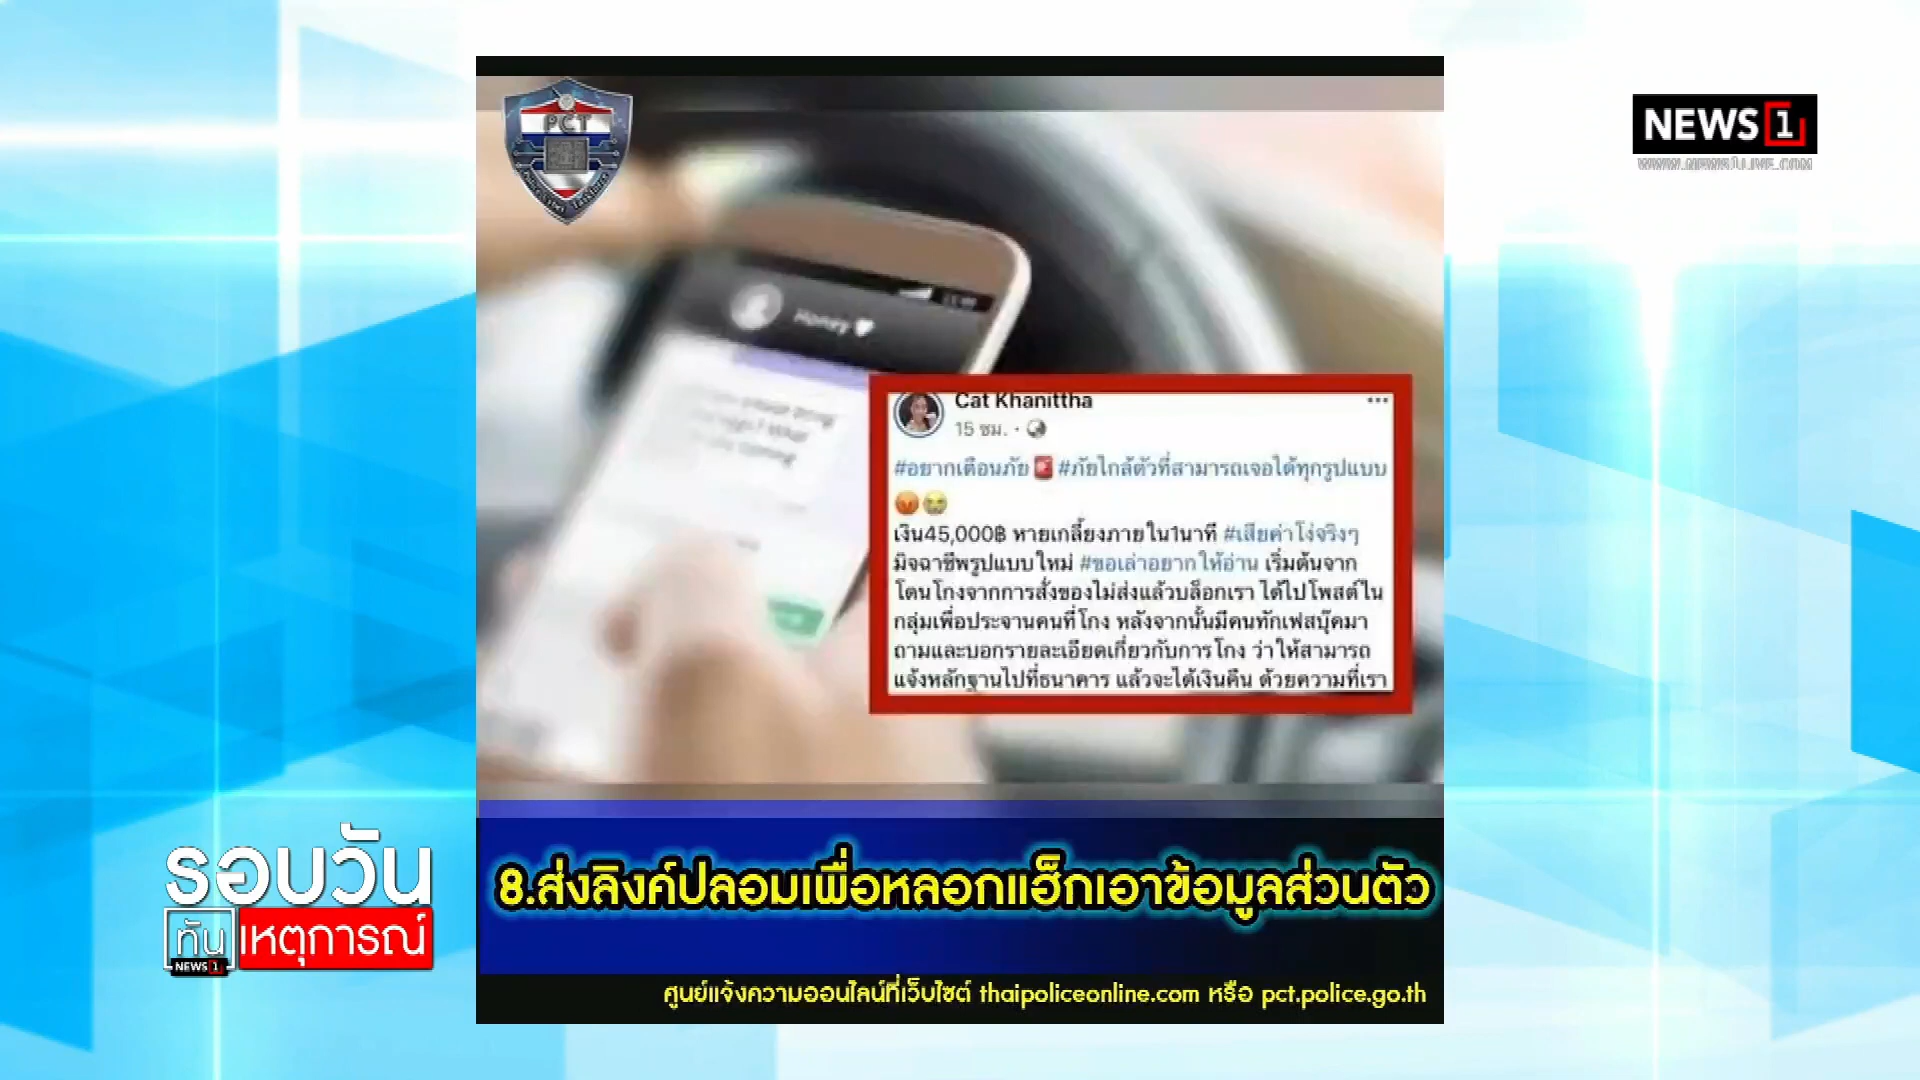 PCT
NEWS 1
WWW.NEWS1LIVE.COM
Honey
Cat Khanittha
15 ชม.
#อยากเตือนภัย #ภัยใกล้ตัวที่สามารถเจอได้ทุกรูปแบบ
เงิน45,000฿ หายเกลี้ยงภายใน1นาที #เสียค่าโง่จริงๆ
มิจฉาชีพรูปแบบใหม่ #ขอเล่าอยากให้อ่าน เริ่มต้นจาก
โดนโกงจากการสั่งของไม่ส่งแล้วบล็อกเรา ได้ไปโพสต์ใน
กลุ่มเพื่อประจานคนที่โกง หลังจากนั้นมีคนทักเฟสบุ๊คมา
ถามและบอกรายละเอียดเกี่ยวกับการโกง ว่าให้สามารถ
แจ้งหลักฐานไปที่ธนาคาร แล้วจะได้เงินคืน ด้วยความที่เรา
8.ส่งลิงค์ปลอมเพื่อหลอกแฮ็กเอาข้อมูลส่วนตัว
ศูนย์แจ้งความออนไลน์ที่เว็บไซต์ thaipoliceonline.com หรือ pct.police.go.th
รอบวัน
ทันเหตุการณ์
NEWS 1